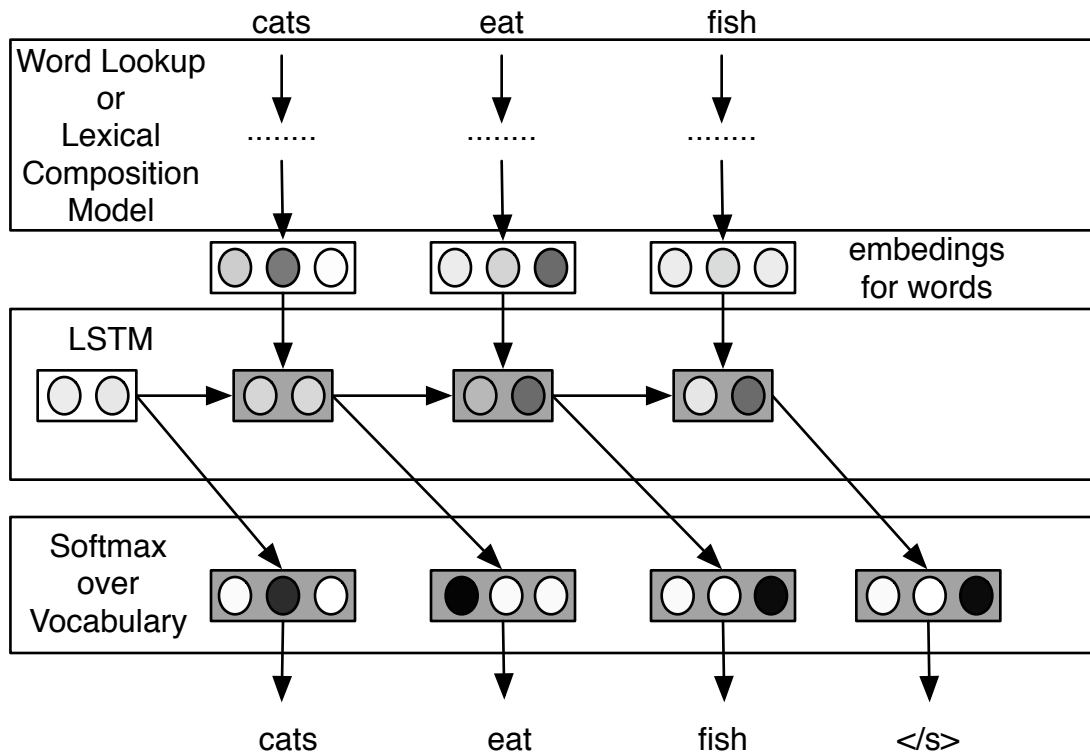 cats eat fish
Word Lookup
or
Lexical
Composition
Model
........ ........ ........
embedings
for words
LSTM
Softmax
over
Vocabulary
cats eat fish </s>